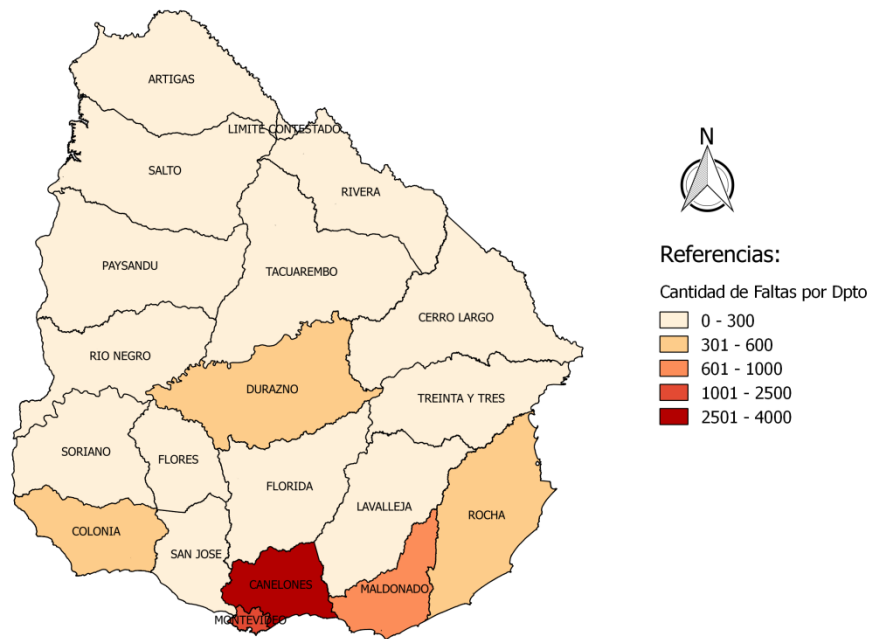 ARTIGAS
LIMITE CONTESTADO
SALTO
RIVERA
PAYSANDU
TACUAREMBO
CERRO LARGO
RIO NEGRO
DURAZNO
TREINTA Y TRES
SORIANO
FLORES
FLORIDA
LAVALLEJA
ROCHA
COLONIA
SAN JOSE
CANELONES
MALDONADO
MONTEVIDEO
N
Referencias:
Cantidad de Faltas por Dpto
0 - 300
301 - 600
601 - 1000
1001 - 2500
2501 - 4000